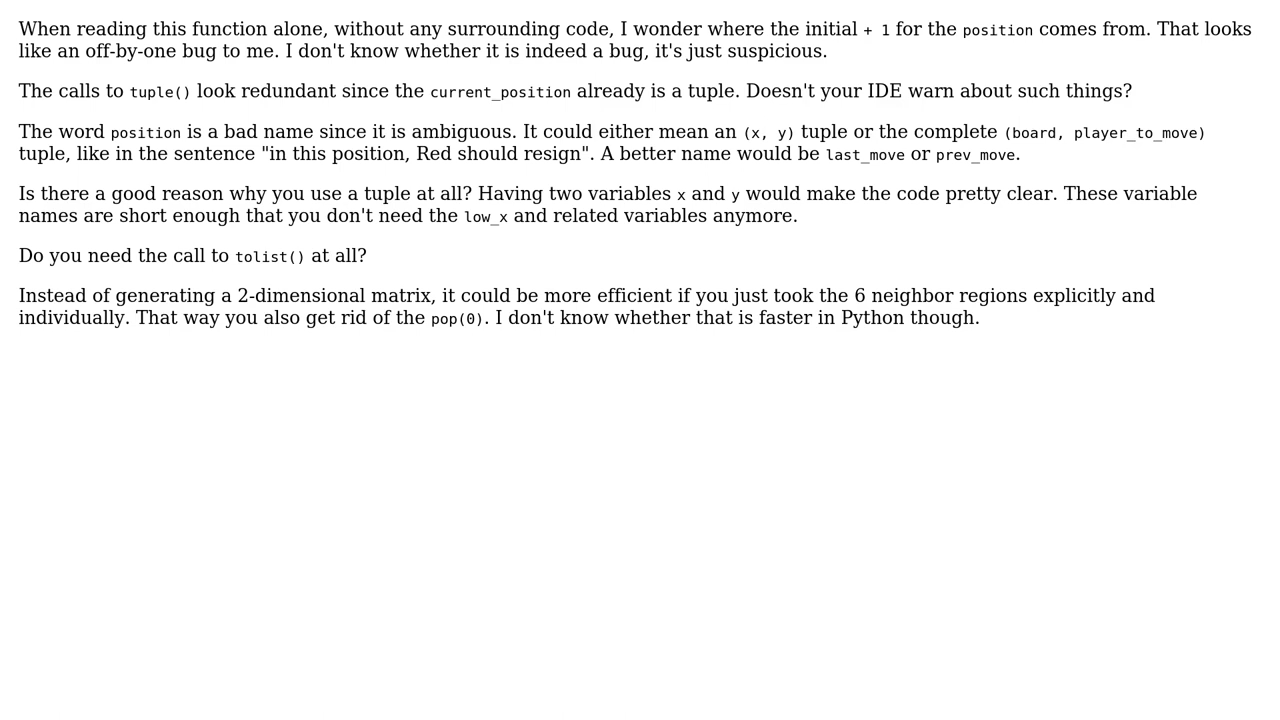 When reading this function alone, without any surrounding code, I wonder where the initial + 1 for the position comes from. That looks
like an off-by-one bug to me. I don't know whether it is indeed a bug, it's just suspicious.
The calls to tuple() look redundant since the current_position already is a tuple. Doesn't your IDE warn about such things?
The word position is a bad name since it is ambiguous. It could either mean an (x, y) tuple or the complete (board, player_to_move)
tuple, like in the sentence "in this position, Red should resign". A better name would be last_move or prev_move.
Is there a good reason why you use a tuple at all? Having two variables x and y would make the code pretty clear. These variable
names are short enough that you don't need the low_x and related variables anymore.
Do you need the call to tolist() at all?
Instead of generating a 2-dimensional matrix, it could be more efficient if you just took the 6 neighbor regions explicitly and
individually. That way you also get rid of the pop(0). I don't know whether that is faster in Python though.